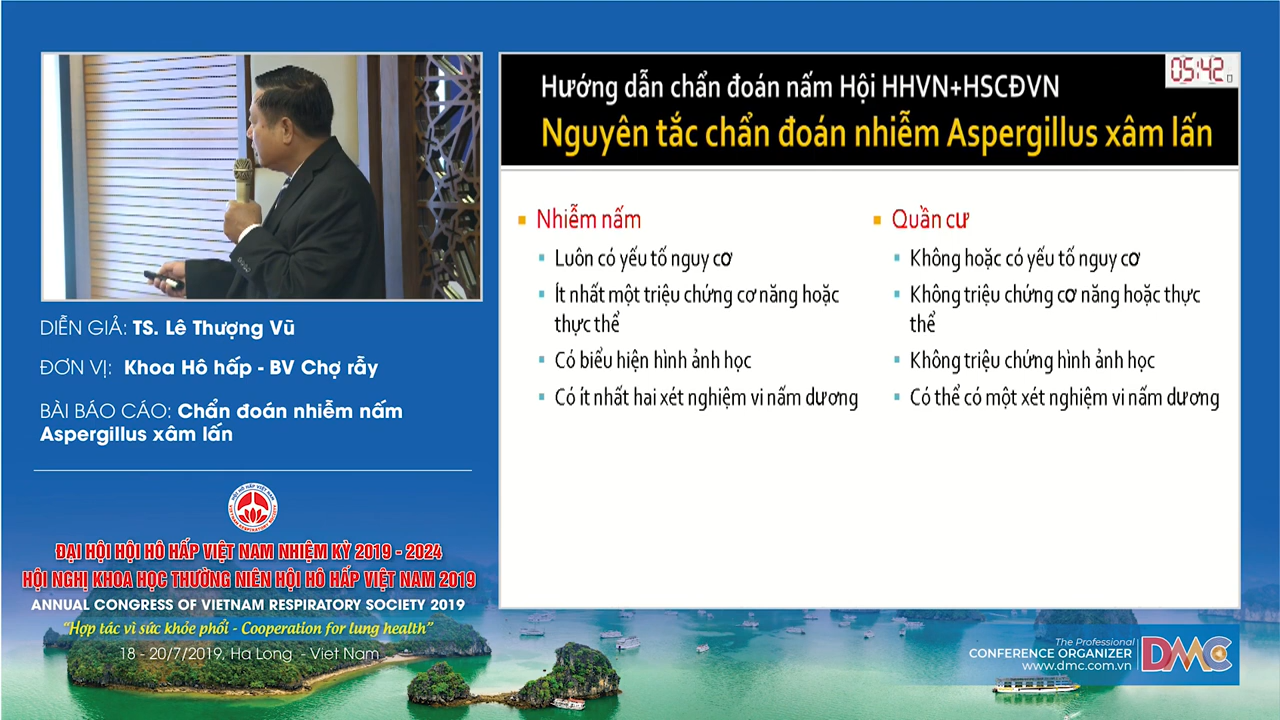 05:42
Hướng dẫn chẩn đoán nấm Hội HHVN+HSCĐVN
Nguyên tắc chẩn đoán nhiễm Aspergillus xâm lấn
Nhiễm nấm
Luôn có yếu tố nguy cơ
Ít nhất một triệu chứng cơ năng hoặc
thực thể
Có biểu hiện hình ảnh học
Có ít nhất hai xét nghiệm vi nấm dương
Quần cư
Không hoặc có yếu tố nguy cơ
Không triệu chứng cơ năng hoặc thực
thể
Không triệu chứng hình ảnh học
Có thể có một xét nghiệm vi nấm dương
DIỄN GIẢ: TS. Lê Thượng Vũ
ĐƠN VỊ: Khoa Hô hấp - BV Chợ rẫy
BÀI BÁO CÁO: Chẩn đoán nhiễm nấm
Aspergillus xâm lấn
HỘI HÔ HẤP VIỆT NAM
VIETNAM RESPIRATORY SOCIETY
ĐẠI HỘI HỘI HÔ HẤP VIỆT NAM NHIỆM KỲ 2019 - 2024
HỘI NGHỊ KHOA HỌC THƯỜNG NIÊN HỘI HÔ HẤP VIỆT NAM 2019
ANNUAL CONGRESS OF VIETNAM RESPIRATORY SOCIETY 2019
“Hợp tác vì sức khỏe phổi - Cooperation for lung health”
18 - 20/7/2019, Ha Long - Viet Nam
The Professional
CONFERENCE ORGANIZER
www.dmc.com.vn
DMC